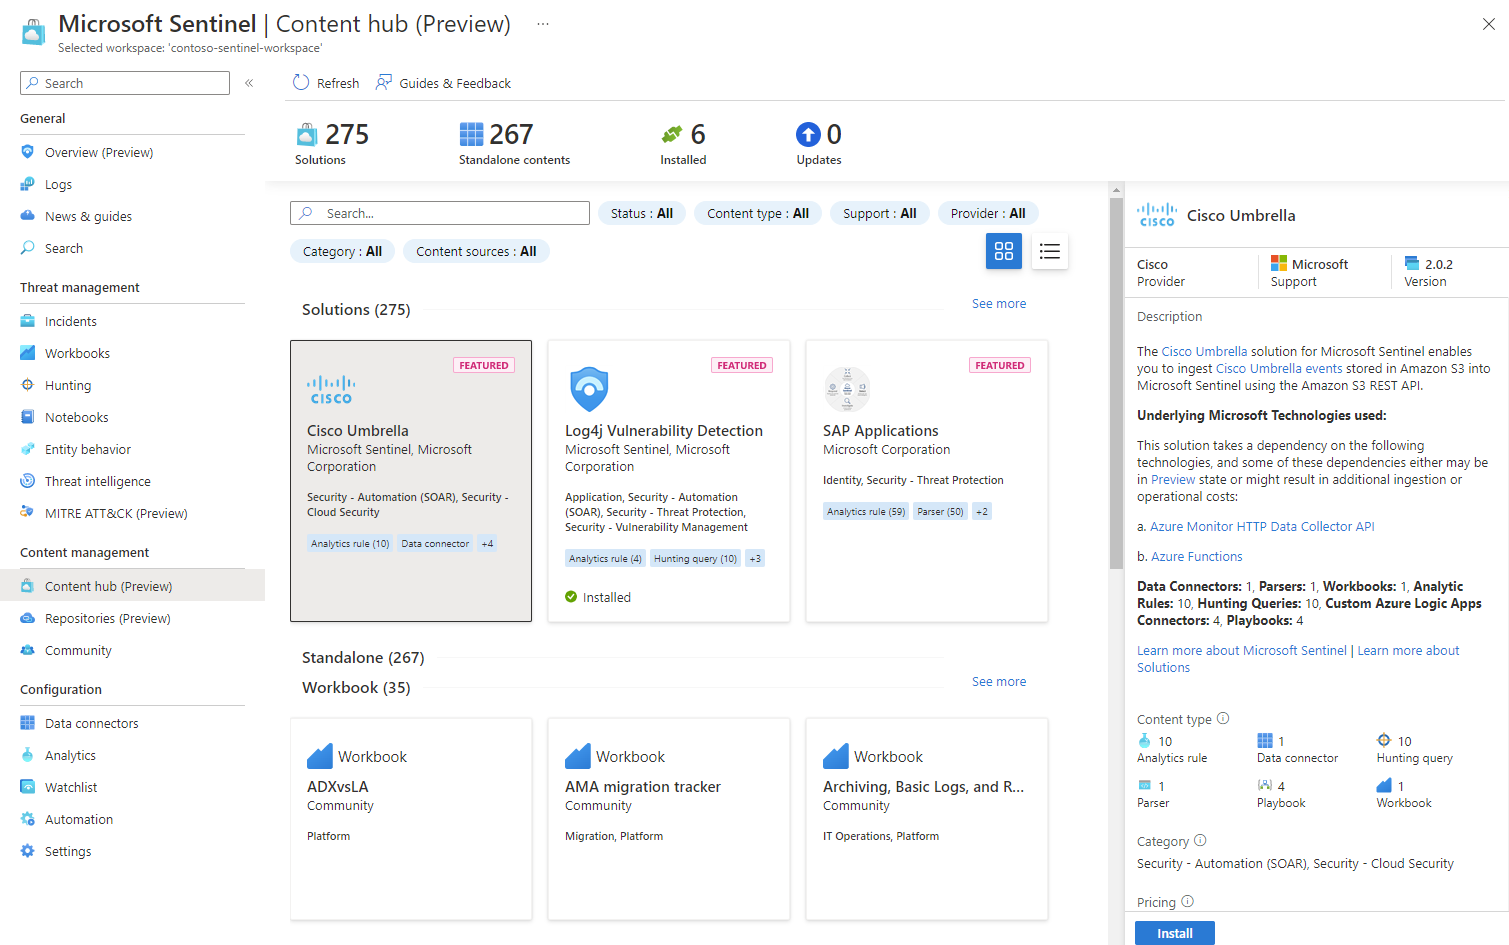 Microsoft Sentinel | Content hub (Preview) ...
Selected workspace: 'contoso-sentinel-workspace'
Search
«
General
Overview (Preview)
Logs
News & guides
Search
Threat management
Incidents
Workbooks
Hunting
Notebooks
Entity behavior
Threat intelligence
MITRE ATT&CK (Preview)
Content management
Content hub (Preview)
Repositories (Preview)
Community
Configuration
Data connectors
Analytics
Watchlist
Automation
Settings
Refresh
Guides & Feedback
275
Solutions
267
Standalone contents
6
Installed
0
Updates
Search...
Status : All
Content type : All
Support : All
Provider : All
Category : All
Content sources : All
Solutions (275)
See more
FEATURED
CISCO
Cisco Umbrella
Microsoft Sentinel, Microsoft
Corporation
Security - Automation (SOAR), Security -
Cloud Security
Analytics rule (10)
Data connector
+4
FEATURED
Log4j Vulnerability Detection
Microsoft Sentinel, Microsoft
Corporation
Application, Security - Automation
(SOAR), Security - Threat Protection,
Security - Vulnerability Management
Analytics rule (4)
Hunting query (10)
+3
Installed
FEATURED
SAP Applications
Microsoft Corporation
Identity, Security - Threat Protection
Analytics rule (59)
Parser (50)
+2
Standalone (267)
Workbook (35)
See more
Workbook
ADXvsLA
Community
Platform
Workbook
AMA migration tracker
Community
Migration, Platform
Workbook
Archiving, Basic Logs, and R...
Community
IT Operations, Platform
CISCO
Cisco Umbrella
Cisco
Provider
Microsoft
Support
2.0.2
Version
Description
The Cisco Umbrella solution for Microsoft Sentinel enables
you to ingest Cisco Umbrella events stored in Amazon S3 into
Microsoft Sentinel using the Amazon S3 REST API.
Underlying Microsoft Technologies used:
This solution takes a dependency on the following
technologies, and some of these dependencies either may be
in Preview state or might result in additional ingestion or
operational costs:
a. Azure Monitor HTTP Data Collector API
b. Azure Functions
Data Connectors: 1, Parsers: 1, Workbooks: 1, Analytic
Rules: 10, Hunting Queries: 10, Custom Azure Logic Apps
Connectors: 4, Playbooks: 4
Learn more about Microsoft Sentinel | Learn more about
Solutions
Content type
10
Analytics rule
1
Data connector
10
Hunting query
1
Parser
4
Playbook
1
Workbook
Category
Security - Automation (SOAR), Security - Cloud Security
Pricing
Install